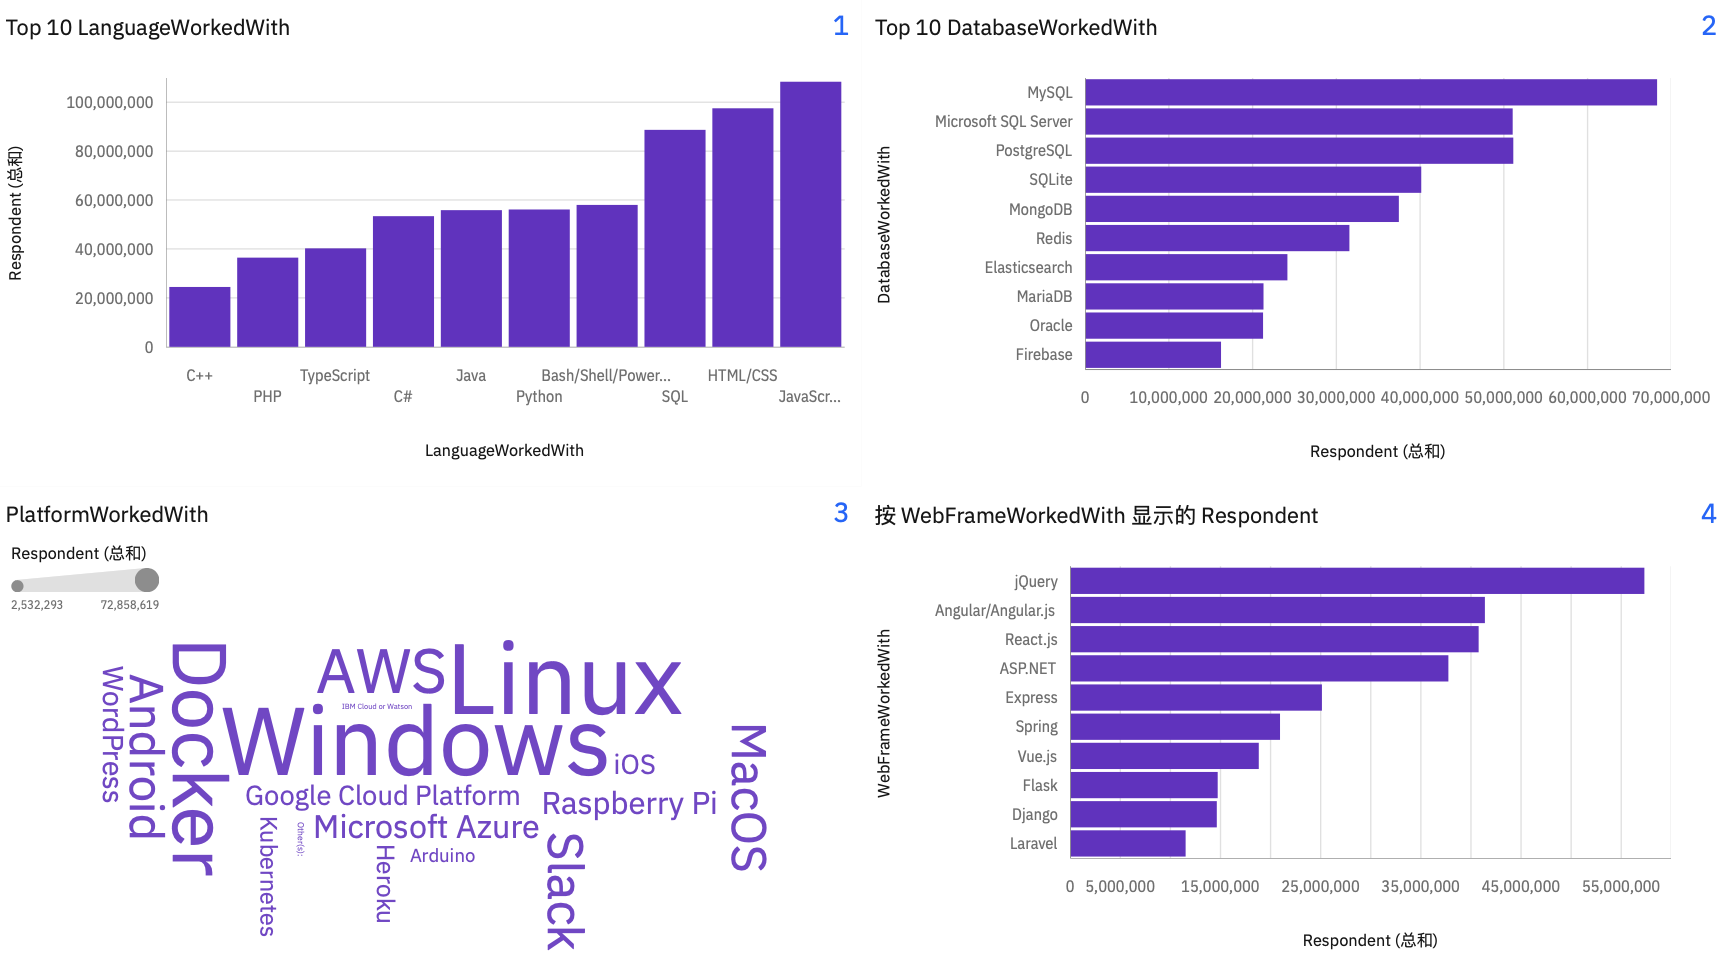 Top 10 LanguageWorkedWith
1
Respondent (总和)
100,000,000
80,000,000
60,000,000
40,000,000
20,000,000
0
C++
PHP
TypeScript
C#
Java
Python
Bash/Shell/Power...
SQL
HTML/CSS
JavaScr...
LanguageWorkedWith
Top 10 DatabaseWorkedWith
2
DatabaseWorkedWith
MySQL
Microsoft SQL Server
PostgreSQL
SQLite
MongoDB
Redis
Elasticsearch
MariaDB
Oracle
Firebase
0 10,000,000 20,000,000 30,000,000 40,000,000 50,000,000 60,000,000 70,000,000
Respondent (总和)
PlatformWorkedWith
3
Respondent (总和)
2,532,293 72,858,619
WordPress
Android
Docker
AWS
Linux
IBM Cloud or Watson
Windows
iOS
MacOS
Google Cloud Platform
Raspberry Pi
Microsoft Azure
Kubernetes
Other(s):
Heroku
Arduino
Slack
按 WebFrameWorkedWith 显示的 Respondent
4
WebFrameWorkedWith
jQuery
Angular/Angular.js
React.js
ASP.NET
Express
Spring
Vue.js
Flask
Django
Laravel
0 5,000,000 15,000,000 25,000,000 35,000,000 45,000,000 55,000,000
Respondent (总和)